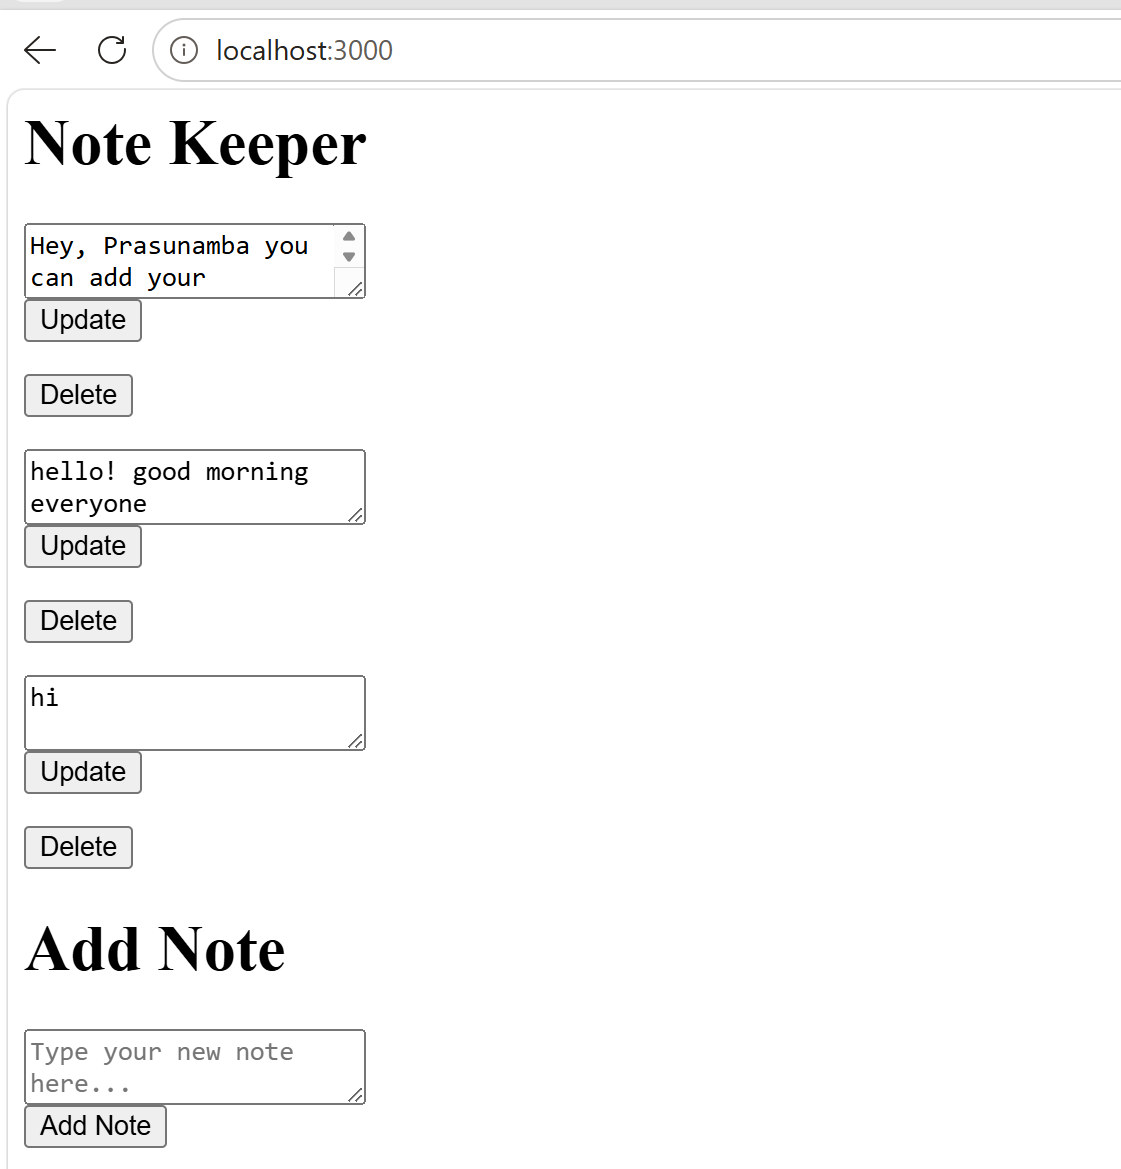 localhost:3000
Note Keeper
Hey, Prasunamba you
can add your
Update
Delete
hello! good morning
everyone
Update
Delete
hi
Update
Delete
Add Note
Type your new note
here...
Add Note